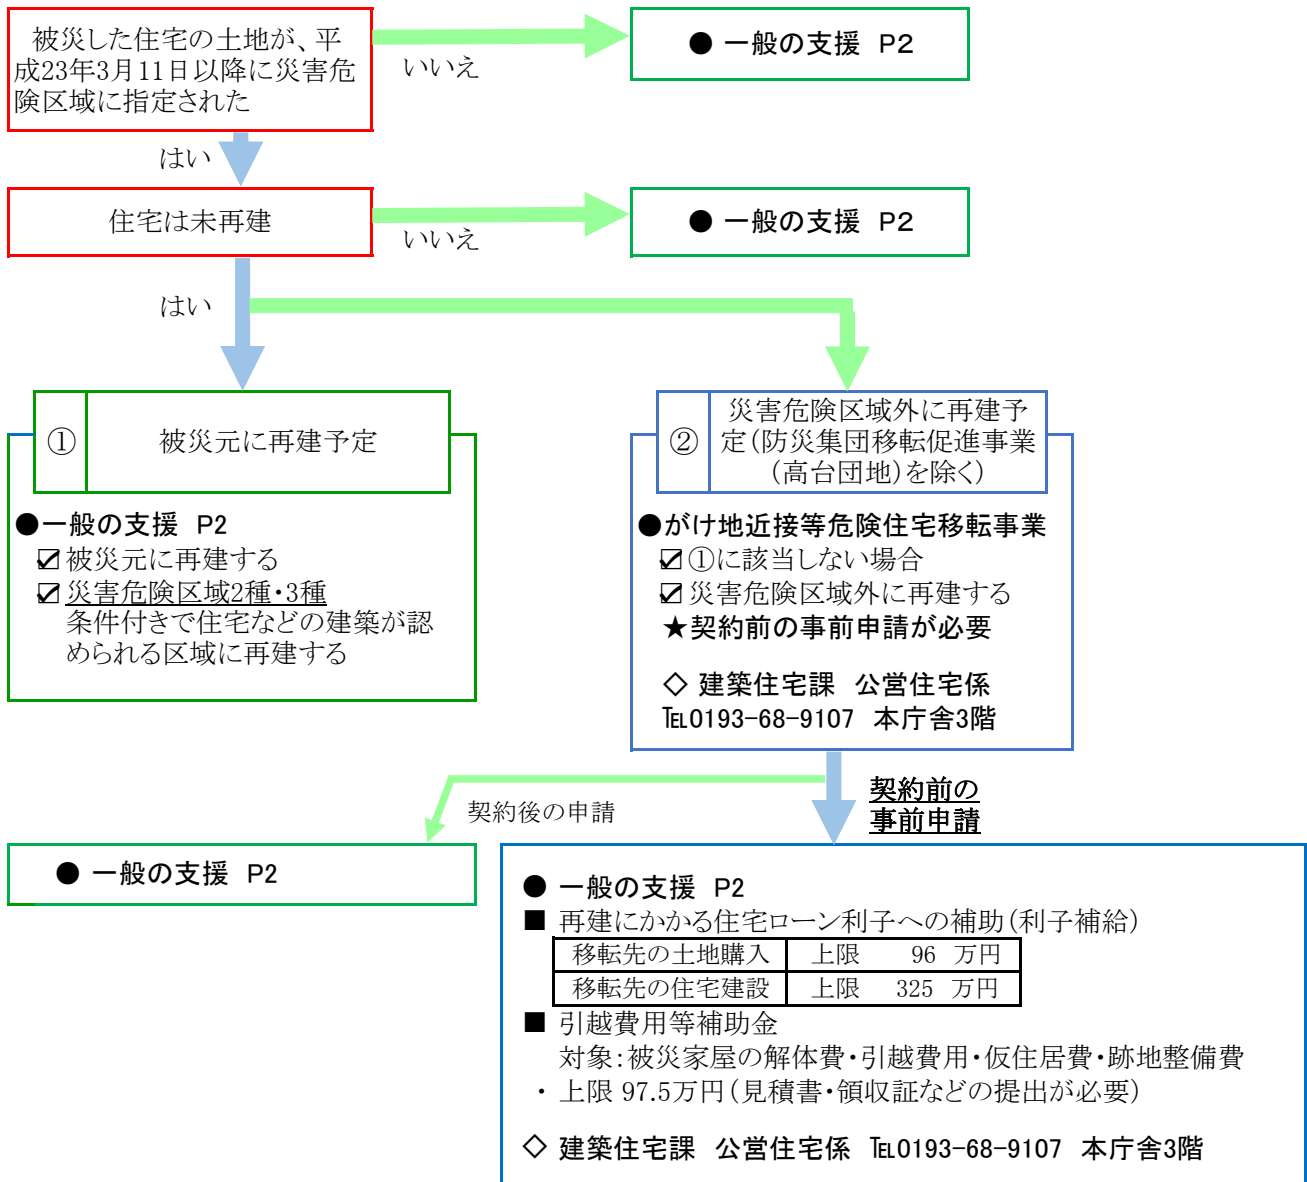 被災した住宅の土地が、平
成23年3月11日以降に災害危
険区域に指定された
いいえ
● 一般の支援 P2
はい
住宅は未再建
いいえ
● 一般の支援 P2
はい
① 被災元に再建予定
●一般の支援 P2
☑被災元に再建する
☑災害危険区域2種・3種
条件付きで住宅などの建築が認
められる区域に再建する
② 災害危険区域外に再建予
定(防災集団移転促進事業
(高台団地)を除く)
●がけ地近接等危険住宅移転事業
☑①に該当しない場合
☑災害危険区域外に再建する
★契約前の事前申請が必要
◇ 建築住宅課 公営住宅係
℡0193-68-9107 本庁舎3階
契約後の申請
契約前の
事前申請
● 一般の支援 P2
● 一般の支援 P2
■ 再建にかかる住宅ローン利子への補助(利子補給)
移転先の土地購入 上限 96 万円
移転先の住宅建設 上限 325 万円
■ 引越費用等補助金
対象:被災家屋の解体費・引越費用・仮住居費・跡地整備費
・ 上限 97.5万円(見積書・領収証などの提出が必要)
◇ 建築住宅課 公営住宅係 ℡0193-68-9107 本庁舎3階